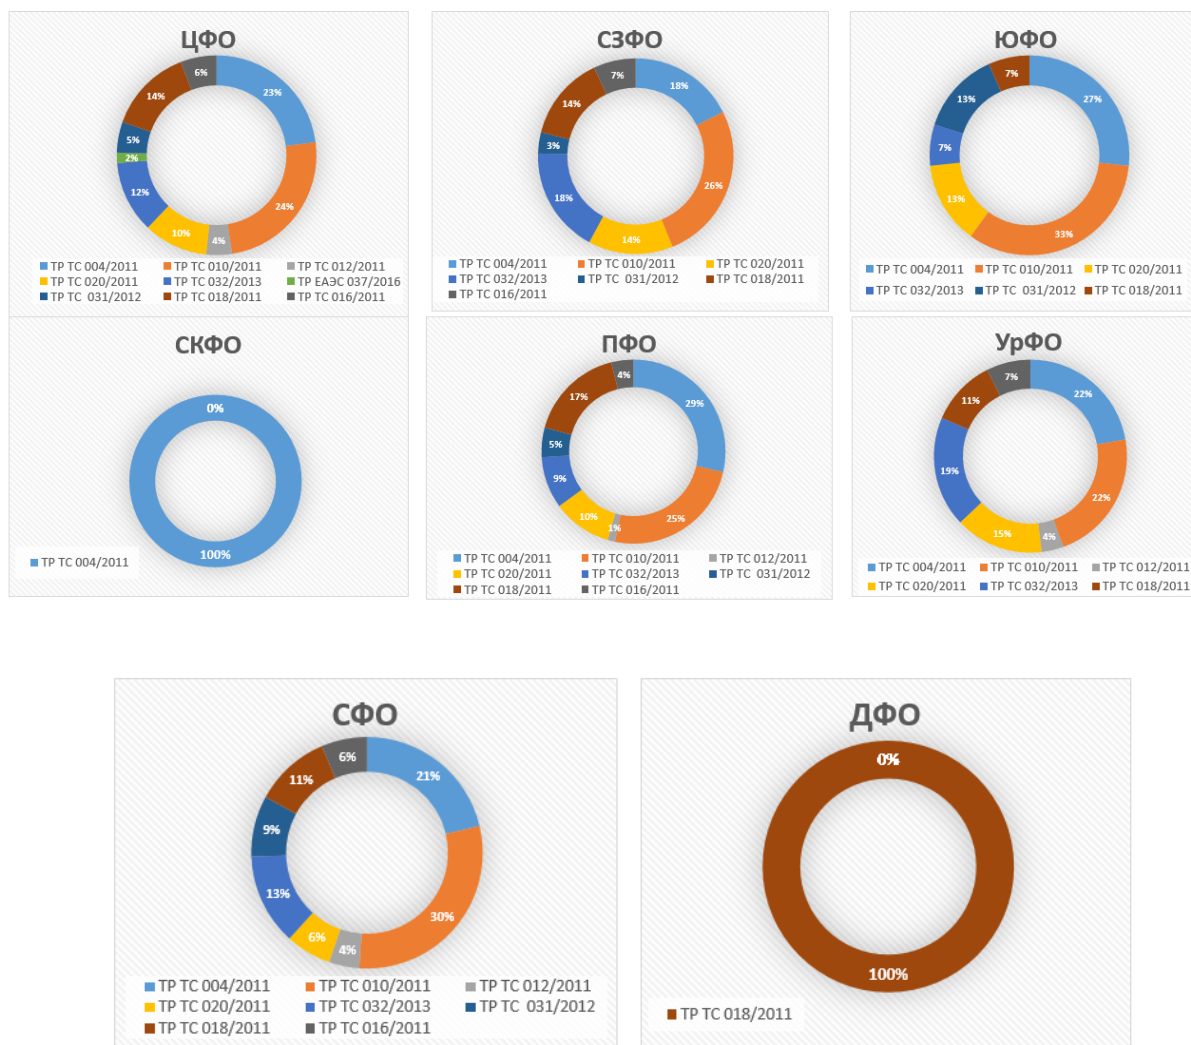 ЦФО
6%
23%
14%
5%
2%
12%
24%
10%
4%
ТР ТС 004/2011 ТР ТС 010/2011 ТР ТС 012/2011
ТР ТС 020/2011 ТР ТС 032/2013 ТР ЕАЭС 037/2016
ТР ТС 031/2012 ТР ТС 018/2011 ТР ТС 016/2011
СЗФО
7%
18%
14%
3%
26%
18%
14%
ТР ТС 004/2011 ТР ТС 010/2011 ТР ТС 020/2011
ТР ТС 032/2013 ТР ТС 031/2012 ТР ТС 018/2011
ТР ТС 016/2011
ЮФО
7%
27%
13%
7%
13%
33%
ТР ТС 004/2011 ТР ТС 010/2011 ТР ТС 020/2011
ТР ТС 032/2013 ТР ТС 031/2012 ТР ТС 018/2011
СКФО
0%
100%
ТР ТС 004/2011
ПФО
4%
29%
17%
5%
9%
10%
25%
1%
ТР ТС 004/2011 ТР ТС 010/2011 ТР ТС 012/2011
ТР ТС 020/2011 ТР ТС 032/2013 ТР ТС 031/2012
ТР ТС 018/2011 ТР ТС 016/2011
УрФО
7%
22%
11%
19%
22%
15%
4%
ТР ТС 004/2011 ТР ТС 010/2011 ТР ТС 012/2011
ТР ТС 020/2011 ТР ТС 032/2013 ТР ТС 018/2011
СФО
6%
21%
11%
9%
13%
30%
6%
4%
ТР ТС 004/2011 ТР ТС 010/2011 ТР ТС 012/2011
ТР ТС 020/2011 ТР ТС 032/2013 ТР ТС 031/2012
ТР ТС 018/2011 ТР ТС 016/2011
ДФО
0%
100%
ТР ТС 018/2011